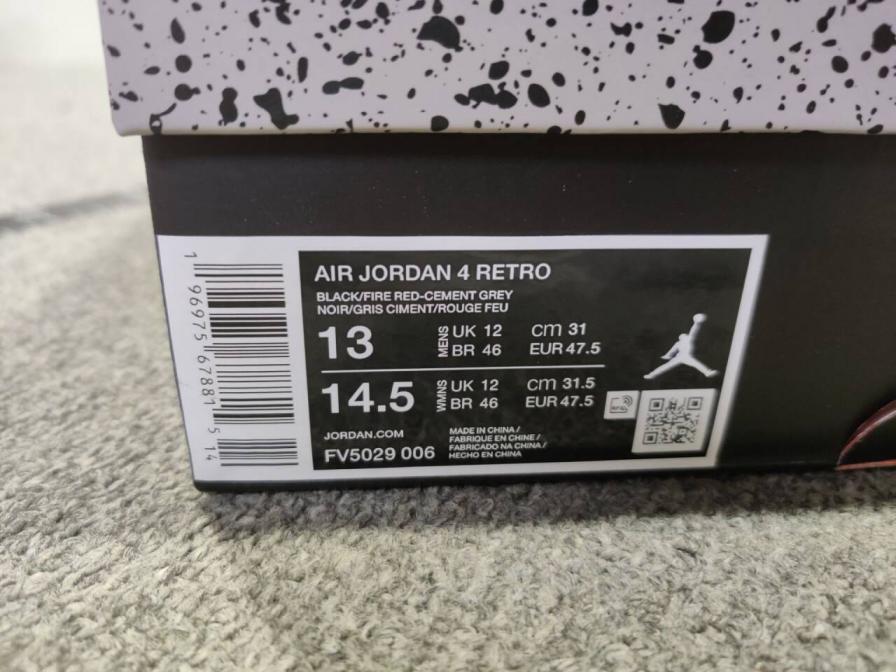 AIR JORDAN 4 RETRO
BLACK/FIRE RED-CEMENT GREY
NOIR/GRIS CIMENT/ROUGE FEU
13 MENS UK 12 cm 31
BR 46 EUR 47.5
14.5 WMNS UK 12 cm 31.5
BR 46 EUR 47.5
JORDAN.COM
FV5029 006
MADE IN CHINA /
FABRIQUE EN CHINE /
FABRICADO NA CHINA /
HECHO EN CHINA
1 96975 67881 5 14